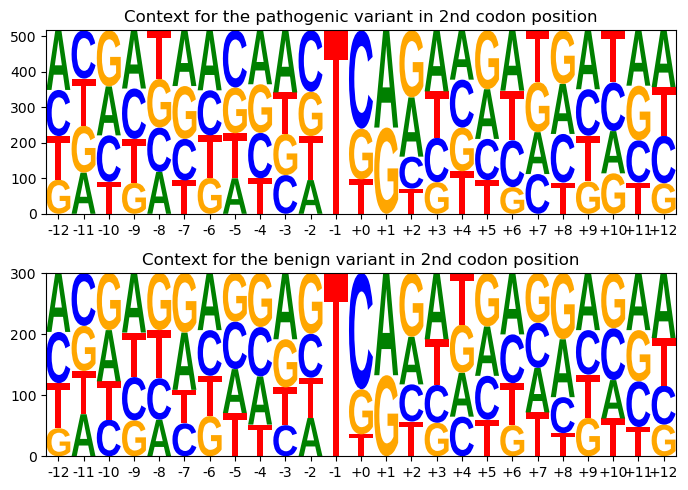 Context for the pathogenic variant in 2nd codon position
500
400
300
200
100
0
A C G A T A A C A A C T C A G A A G A T G A T A A
C T A C G G C G G T G G G A T C A T G A C C G T
T G C T C C T T C G T T C C G C C A C T A C C
G A T G A T G A T C A T G T T G C T G G T G
-12 -11 -10 -9 -8 -7 -6 -5 -4 -3 -2 -1 +0 +1 +2 +3 +4 +5 +6 +7 +8 +9 +10 +11 +12
Context for the benign variant in 2nd codon position
300
200
100
0
A C G A G G A G G A G T C A G A T G A G G A G A A
C G A T T A C C C G C G G A T G A C C A C C G T
T T T C C T T A A T T T C C A C T A C T A C C
G A C G A C G T T C A T G C T G T T G T T G
-12 -11 -10 -9 -8 -7 -6 -5 -4 -3 -2 -1 +0 +1 +2 +3 +4 +5 +6 +7 +8 +9 +10 +11 +12